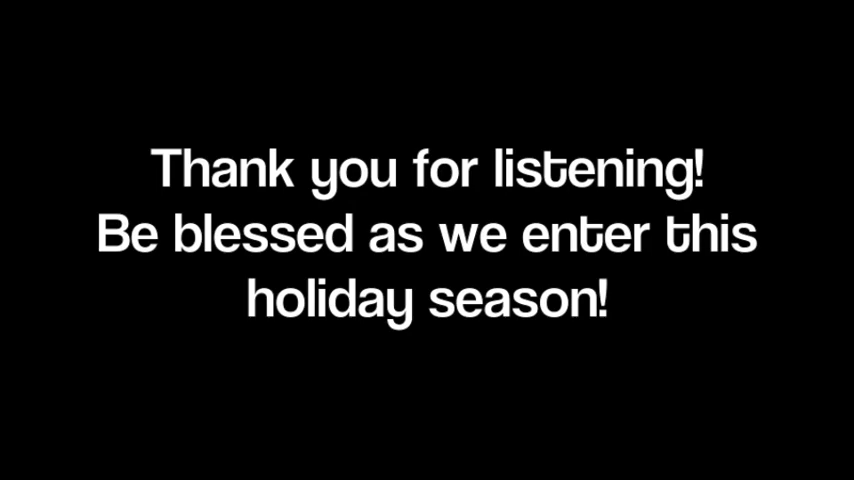 Thank you for listening!
Be blessed as we enter this
holiday season!